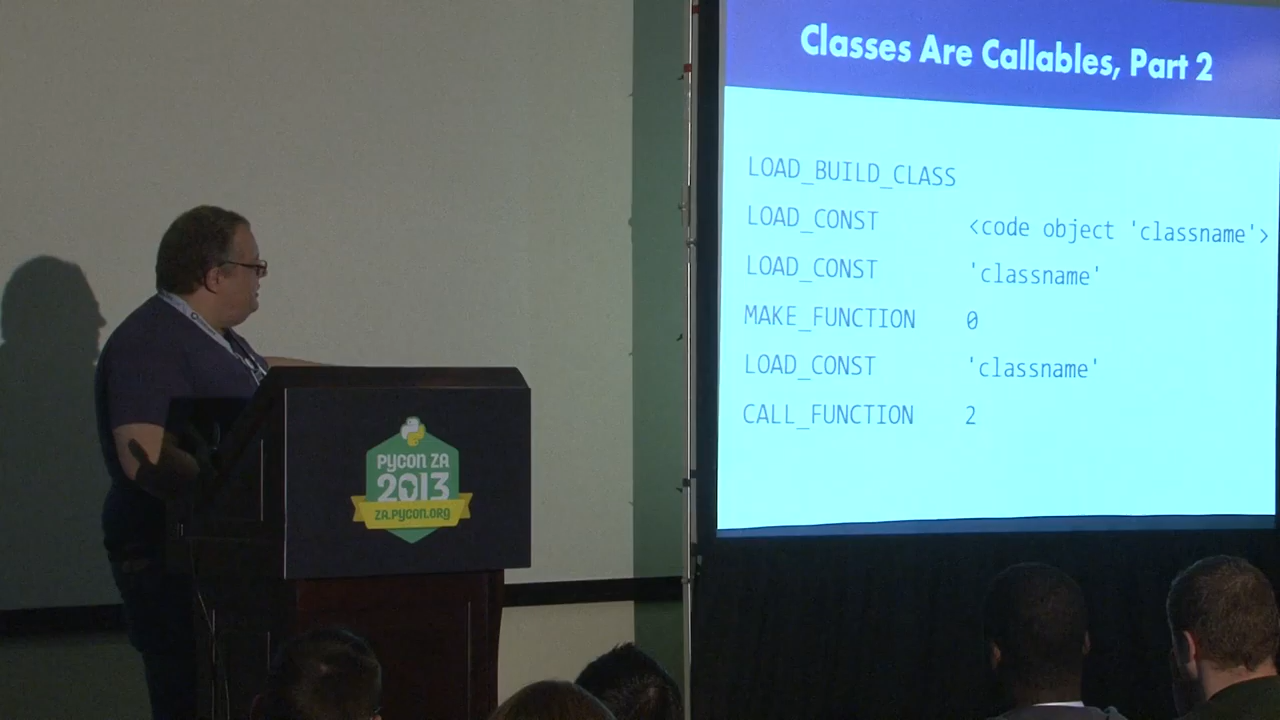 Classes Are Callables, Part 2
LOAD_BUILD_CLASS
LOAD_CONST <code object 'classname'>
LOAD_CONST 'classname'
MAKE_FUNCTION 0
LOAD_CONST 'classname'
CALL_FUNCTION 2
PYCON ZA
2013
ZA.PYCON.ORG